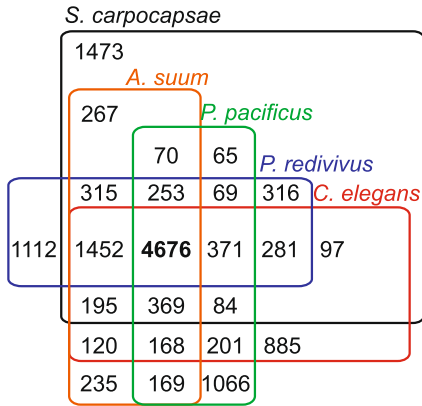 S. carpocapsae
1473
A. suum
267
P. pacificus
70 65
P. redivivus
315 253 69 316
C. elegans
1112 1452 4676 371 281 97
195 369 84
120 168 201 885
235 169 1066